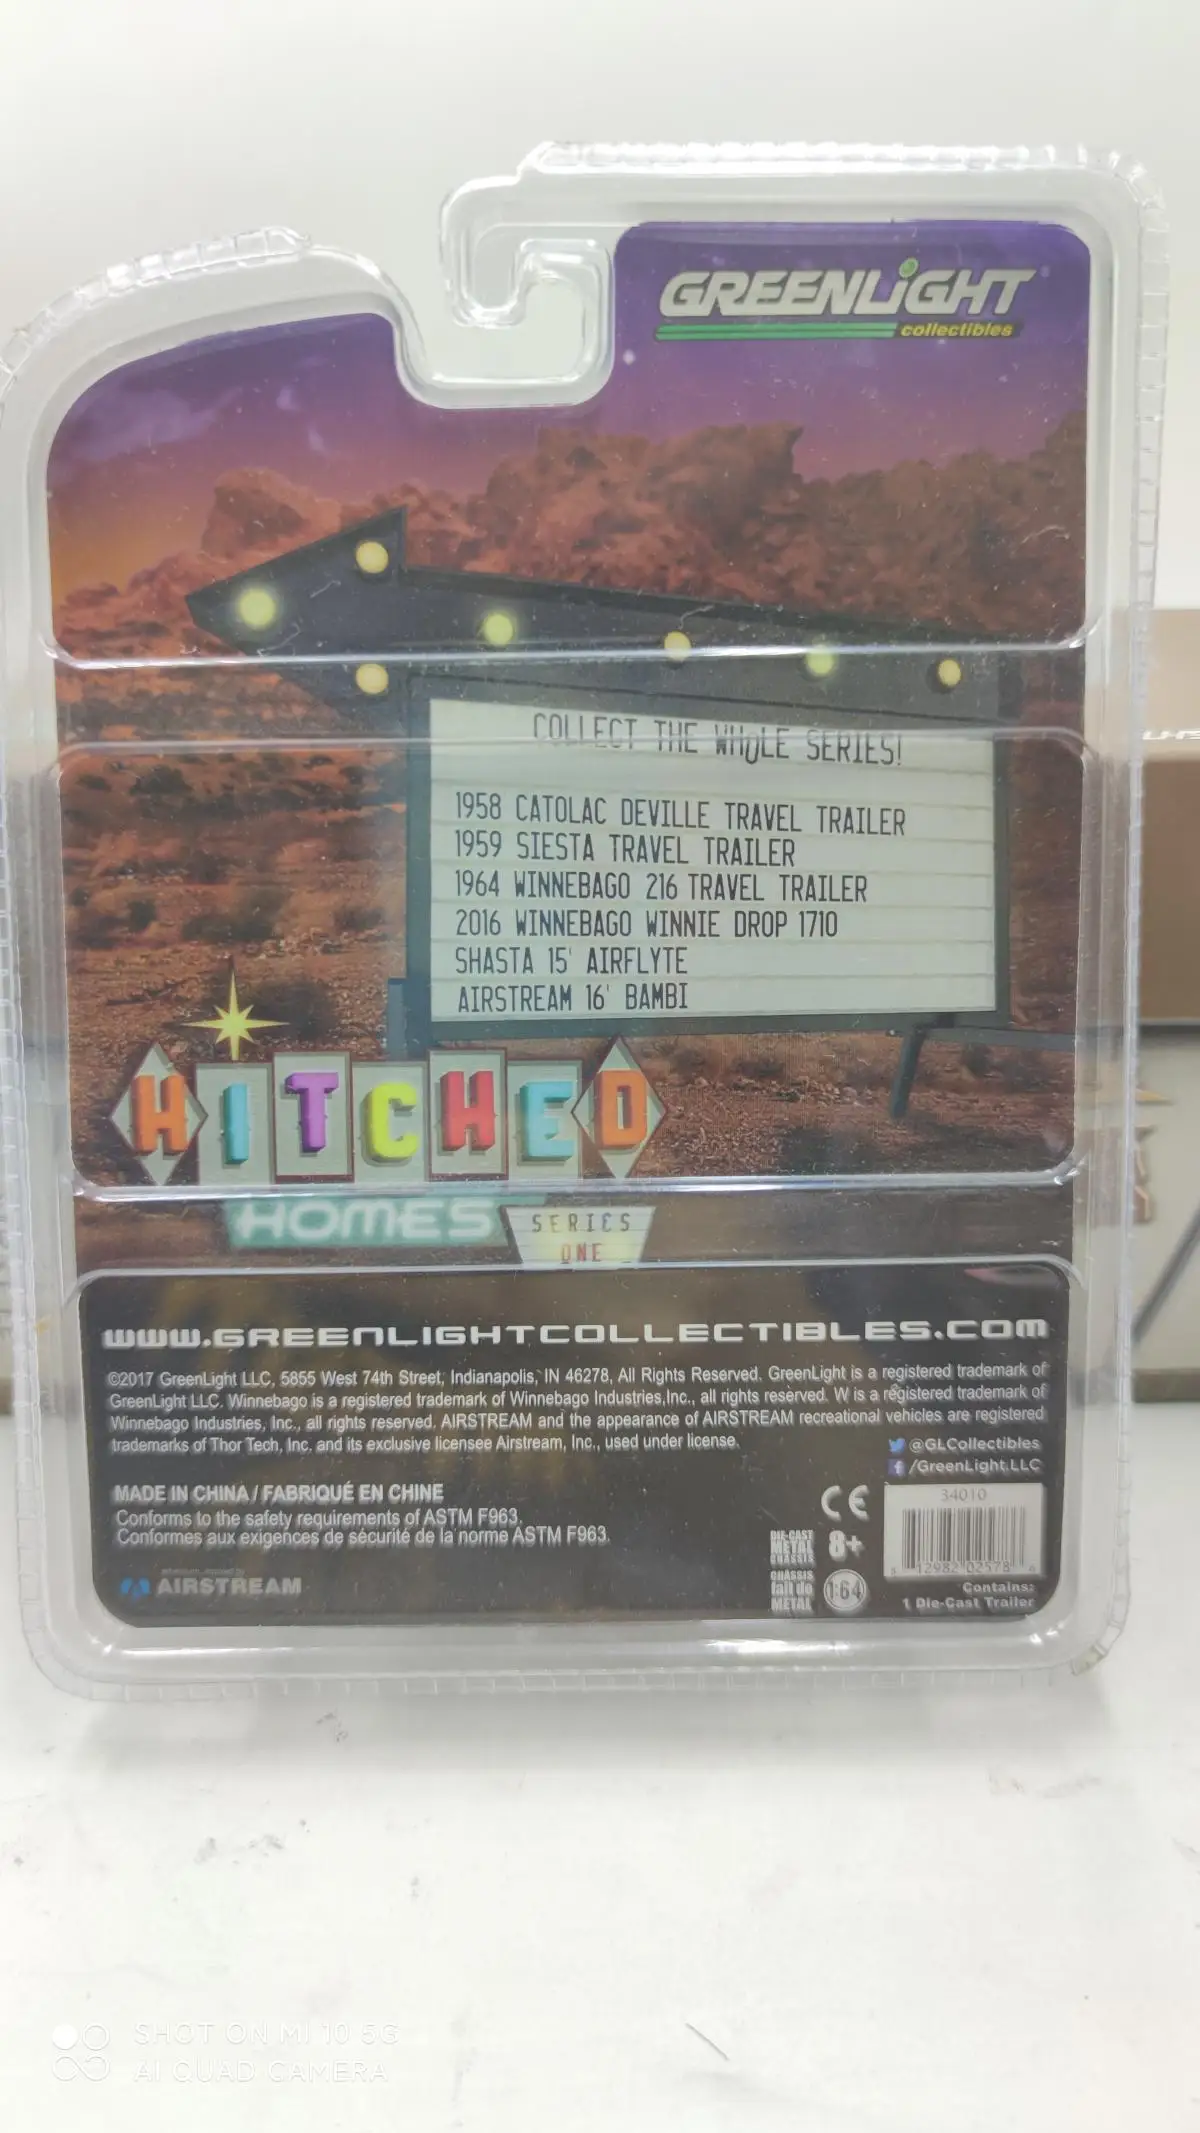 GREENLIGHT
collectibles
COLLECT THE WHOLE SERIES!
1958 CATOLAC DEVILLE TRAVEL TRAILER
1959 SIESTA TRAVEL TRAILER
1964 WINNEBAGO 216 TRAVEL TRAILER
2016 WINNEBAGO WINNIE DROP 1710
SHASTA 15' AIRFLYTE
AIRSTREAM 16' BAMBI
HITCHED
HOMES
SERIES
ONE
WWW.GREENLIGHTCOLLECTIBLES.COM
©2017 GreenLight LLC, 5855 West 74th Street, Indianapolis, IN 46278, All Rights Reserved. GreenLight is a registered trademark of
GreenLight LLC. Winnebago is a registered trademark of Winnebago Industries,Inc., all rights reserved. W is a registered trademark of
Winnebago Industries, Inc., all rights reserved. AIRSTREAM and the appearance of AIRSTREAM recreational vehicles are registered
trademarks of Thor Tech, Inc. and its exclusive licensee Airstream, Inc., used under license.
@GLCollectibles
/GreenLight.LLC
MADE IN CHINA / FABRIQUÉ EN CHINE
Conforms to the safety requirements of ASTM F963.
Conformes aux exigences de sécurité de la norme ASTM F963.
AIRSTREAM
DIE-CAST
METAL
CHASSIS
CHÂSSIS
fait de
METAL
CE
8+
1:64
34010
12982 02578
Contains:
1 Die-Cast Trailer
SHOT ON MI 10 5G
AI QUAD CAMERA